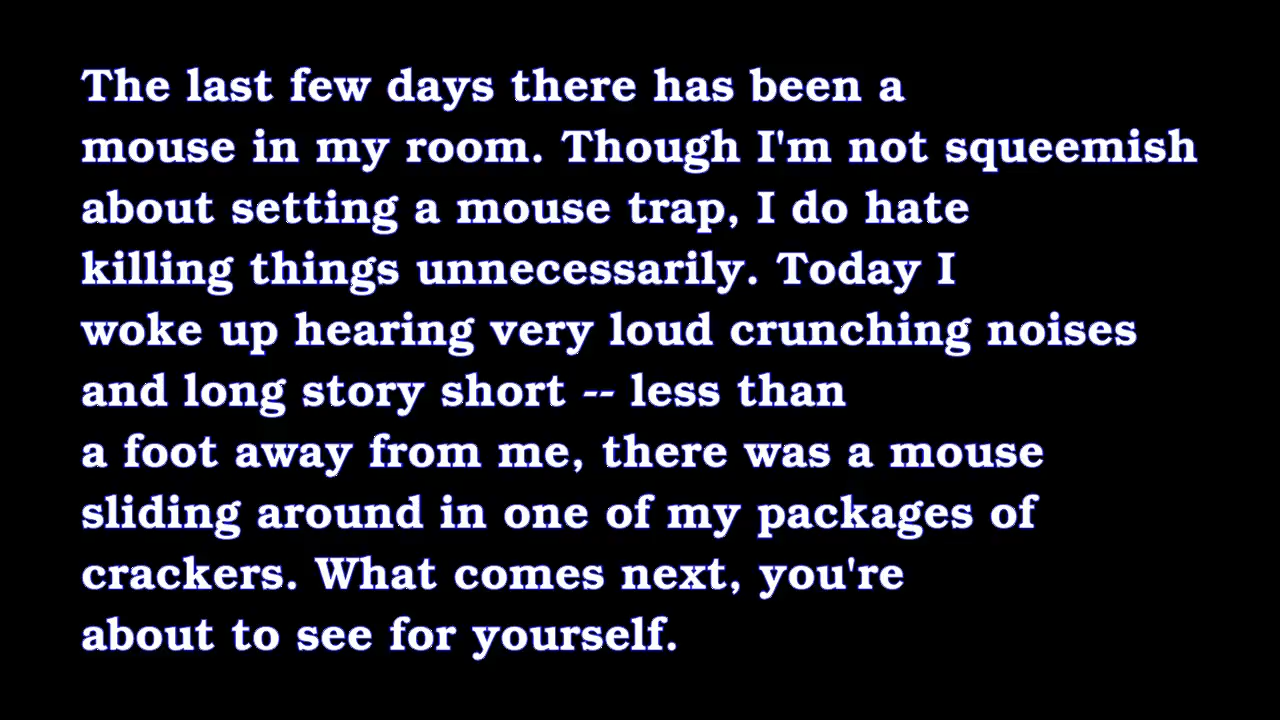 The last few days there has been a
mouse in my room. Though I'm not squeemish
about setting a mouse trap, I do hate
killing things unnecessarily. Today I
woke up hearing very loud crunching noises
and long story short -- less than
a foot away from me, there was a mouse
sliding around in one of my packages of
crackers. What comes next, you're
about to see for yourself.